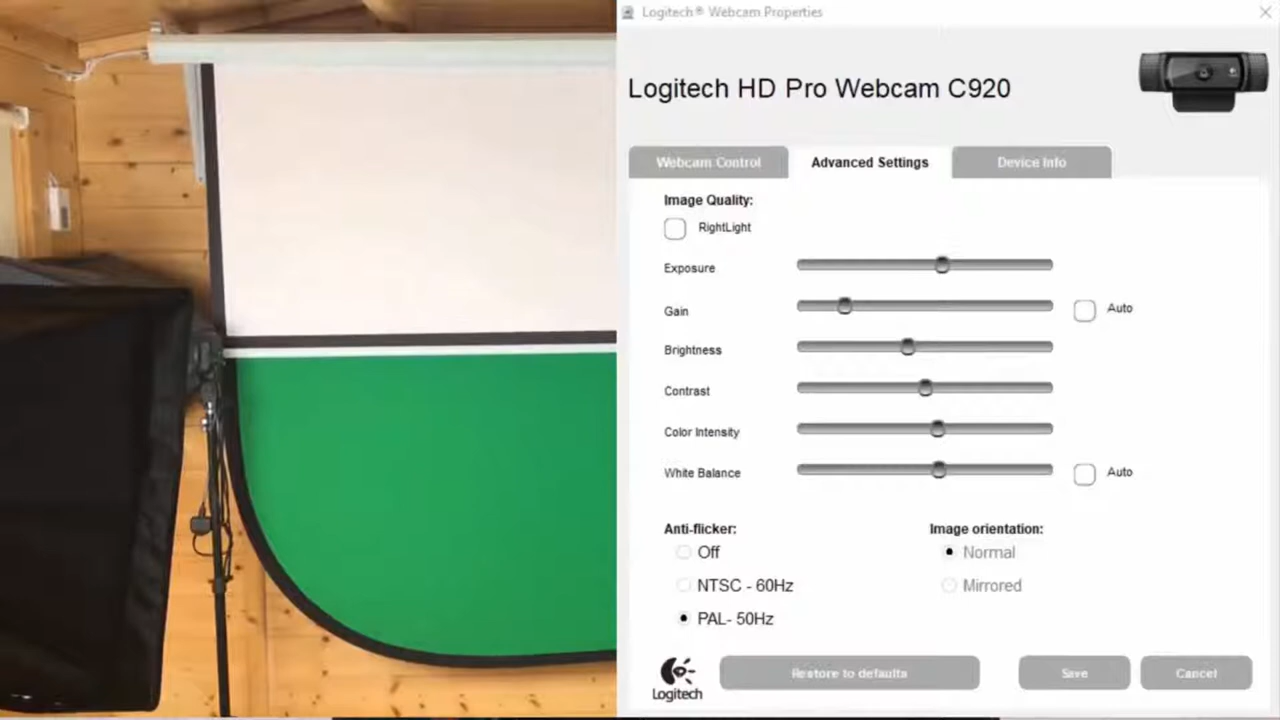 Logitech® Webcam Properties
Logitech HD Pro Webcam C920
Webcam Control
Advanced Settings
Device Info
Image Quality:
RightLight
Exposure
Gain
Auto
Brightness
Contrast
Color Intensity
White Balance
Auto
Anti-flicker:
Image orientation:
Off
Normal
NTSC - 60Hz
Mirrored
PAL- 50Hz
Logitech
Restore to defaults
Save
Cancel